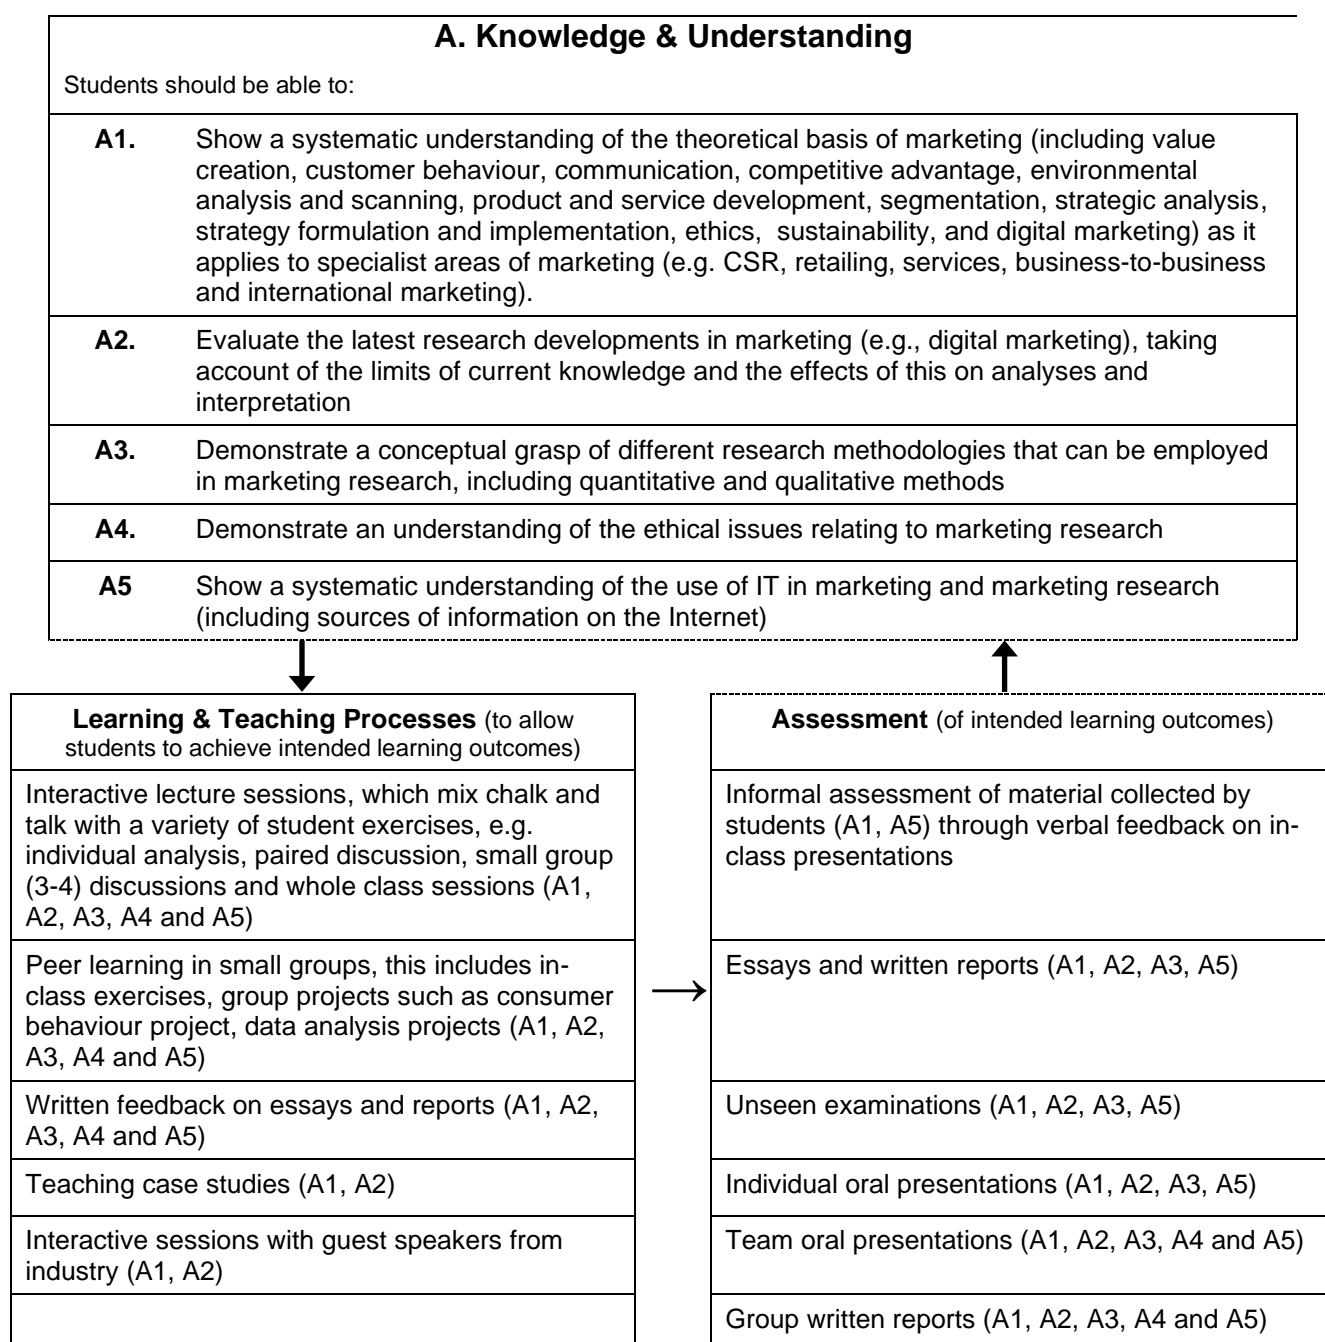 A. Knowledge & Understanding
Students should be able to:
A1. Show a systematic understanding of the theoretical basis of marketing (including value
creation, customer behaviour, communication, competitive advantage, environmental
analysis and scanning, product and service development, segmentation, strategic analysis,
strategy formulation and implementation, ethics, sustainability, and digital marketing) as it
applies to specialist areas of marketing (e.g. CSR, retailing, services, business-to-business
and international marketing).
A2. Evaluate the latest research developments in marketing (e.g., digital marketing), taking
account of the limits of current knowledge and the effects of this on analyses and
interpretation
A3. Demonstrate a conceptual grasp of different research methodologies that can be employed
in marketing research, including quantitative and qualitative methods
A4. Demonstrate an understanding of the ethical issues relating to marketing research
A5 Show a systematic understanding of the use of IT in marketing and marketing research
(including sources of information on the Internet)
Learning & Teaching Processes (to allow
students to achieve intended learning outcomes)
Interactive lecture sessions, which mix chalk and
talk with a variety of student exercises, e.g.
individual analysis, paired discussion, small group
(3-4) discussions and whole class sessions (A1,
A2, A3, A4 and A5)
Peer learning in small groups, this includes in-
class exercises, group projects such as consumer
behaviour project, data analysis projects (A1, A2,
A3, A4 and A5)
Written feedback on essays and reports (A1, A2,
A3, A4 and A5)
Teaching case studies (A1, A2)
Interactive sessions with guest speakers from
industry (A1, A2)
Assessment (of intended learning outcomes)
Informal assessment of material collected by
students (A1, A5) through verbal feedback on in-
class presentations
Essays and written reports (A1, A2, A3, A5)
Unseen examinations (A1, A2, A3, A5)
Individual oral presentations (A1, A2, A3, A5)
Team oral presentations (A1, A2, A3, A4 and A5)
Group written reports (A1, A2, A3, A4 and A5)